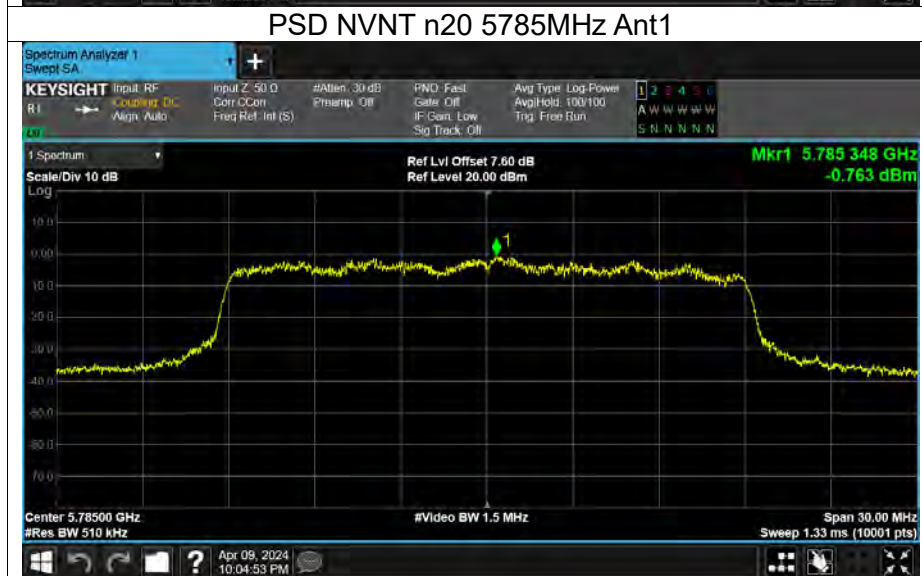 PSD NVNT n20 5785MHz Ant1
Spectrum Analyzer 1
Swept SA
+
KEYSIGHT Input: RF Input Z: 50 Ω #Atten: 30 dB PNO: Fast Avg Type: Log-Power 1 2 3 4 5 6
Coupling: DC Corr CCorr Preamp: Off Gate: Off Avg|Hold: 100/100 A W W W W W
Align: Auto Freq Ref: Int (S) IF Gain: Low Trig: Free Run
Sig Track: Off S N N N N N
1 Spectrum Ref Lvl Offset 7.60 dB Mkr1 5.785 348 GHz
Scale/Div 10 dB Ref Level 20.00 dBm -0.763 dBm
Log
10.0
0.00
-10.0
-20.0
-30.0
-40.0
-50.0
-60.0
-70.0
1
Center 5.78500 GHz #Video BW 1.5 MHz Span 30.00 MHz
#Res BW 510 kHz Sweep 1.33 ms (10001 pts)
? Apr 09, 2024
10:04:53 PM